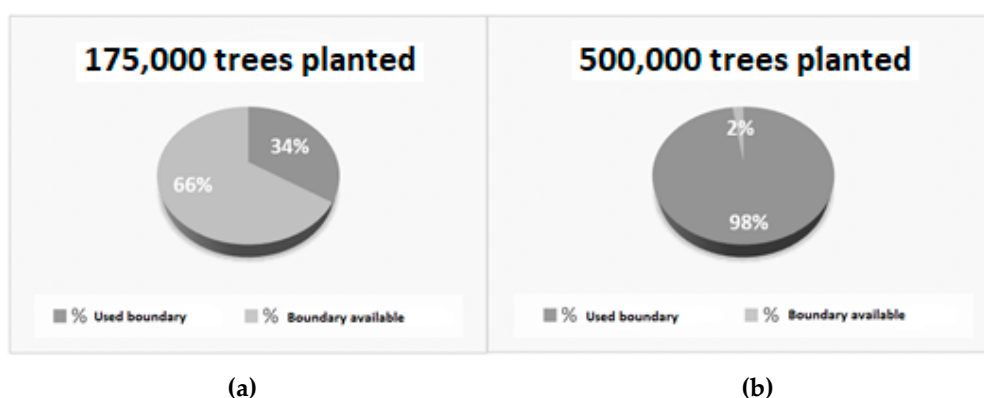 175,000 trees planted
34%
66%
% Used boundary % Boundary available
(a)
500,000 trees planted
2%
98%
% Used boundary % Boundary available
(b)